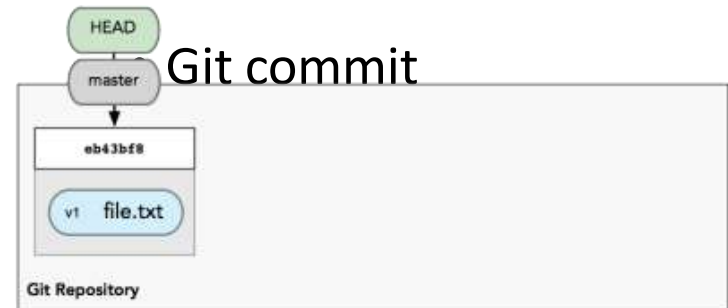 HEAD
• Git commit
master
eb43bf8
v1 file.txt
Git Repository